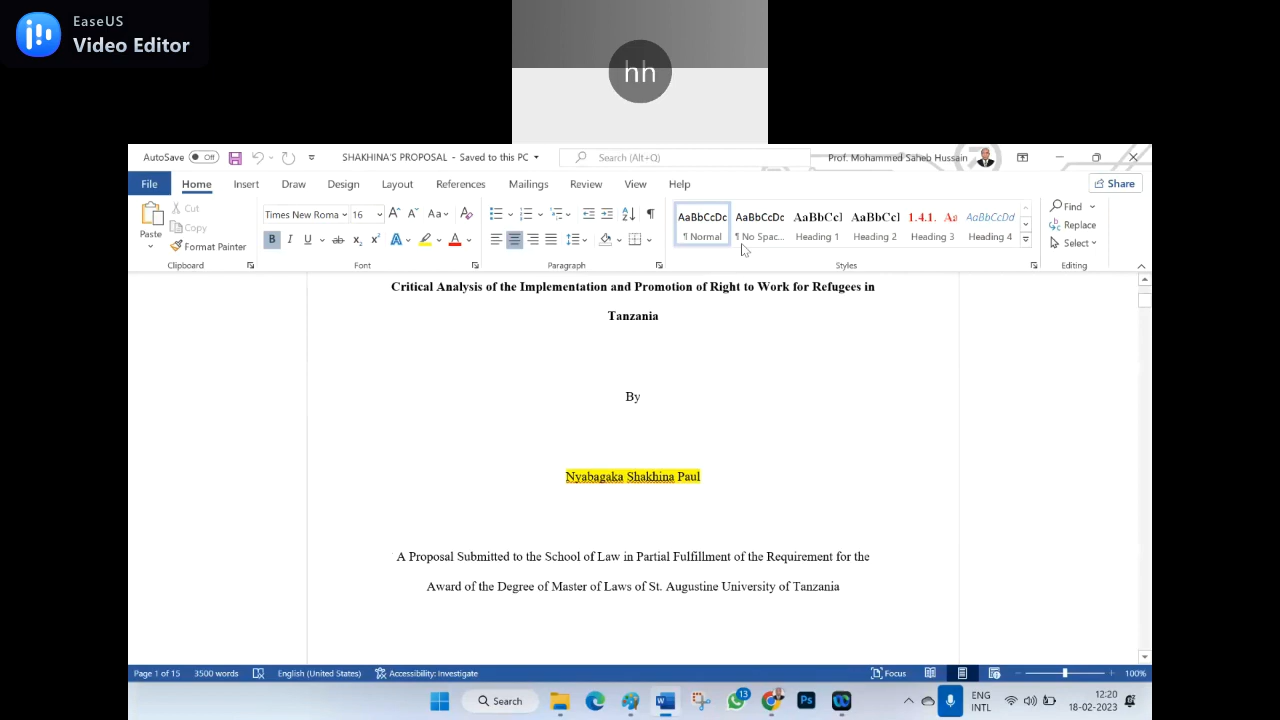 EaseUS
Video Editor
hh
AutoSave Off SHAKHINA'S PROPOSAL - Saved to this PC Search (Alt+Q) Prof. Mohammed Saheb Hussain
File Home Insert Draw Design Layout References Mailings Review View Help Share
Paste Cut Copy Format Painter
Times New Roma 16 Aa
B I U ab x₂ x² A A
AaBbCcDc AaBbCcDc AaBbCcl AaBbCcl 1.4.1. Aa AaBbCcDd
¶ Normal ¶ No Spac... Heading 1 Heading 2 Heading 3 Heading 4
Find
Replace
Select
Clipboard Font Paragraph Styles Editing
Critical Analysis of the Implementation and Promotion of Right to Work for Refugees in
Tanzania
By
Nyabagaka Shakhina Paul
A Proposal Submitted to the School of Law in Partial Fulfillment of the Requirement for the
Award of the Degree of Master of Laws of St. Augustine University of Tanzania
Page 1 of 15 3500 words English (United States) Accessibility: Investigate Focus 100%
Search 13 Ps ENG INTL 12:20 18-02-2023